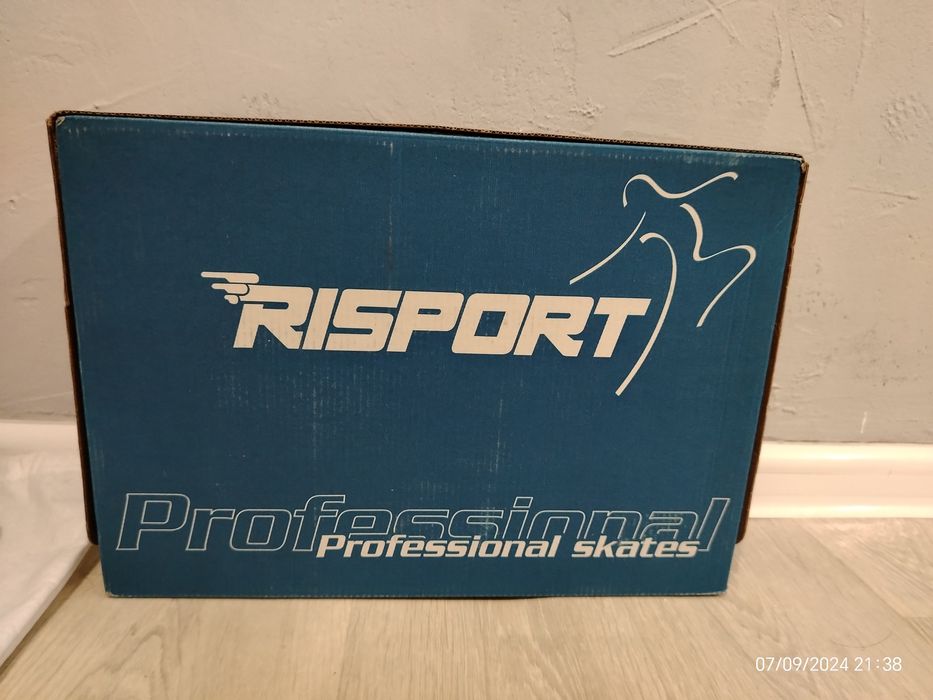 RISPORT
Professional
Professional skates
07/09/2024 21:38